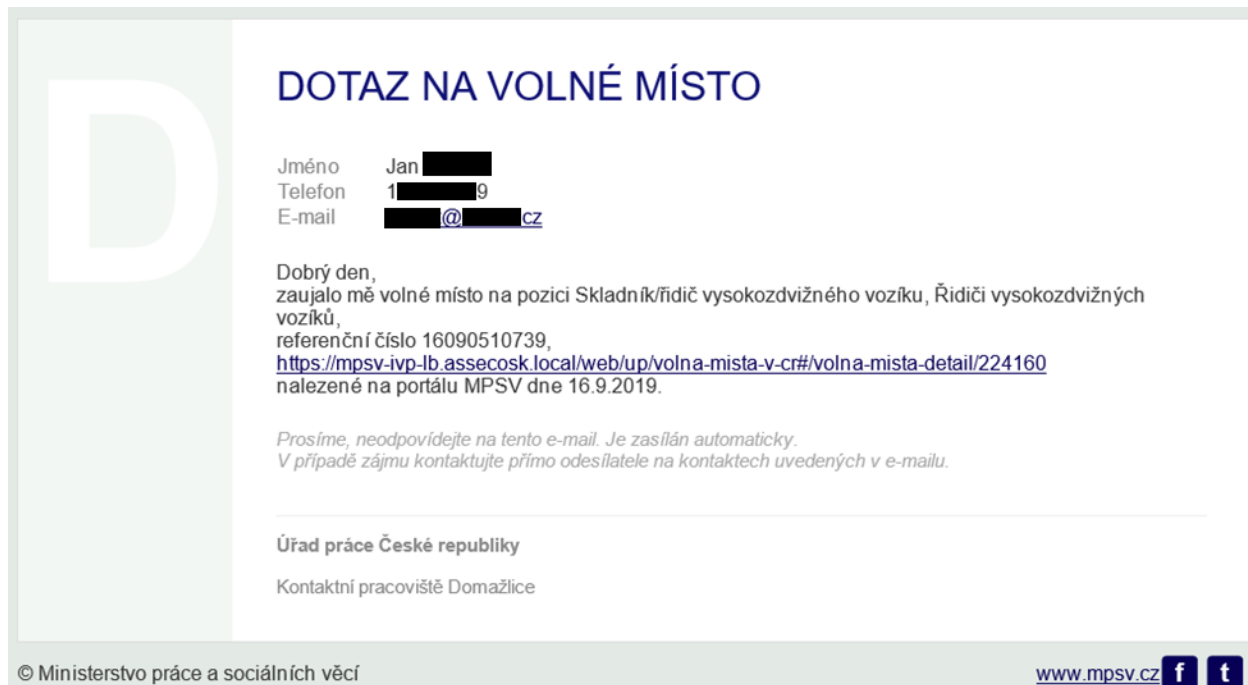 D
DOTAZ NA VOLNÉ MÍSTO
Jméno Jan
Telefon 1 9
E-mail @ cz
Dobrý den,
zaujalo mě volné místo na pozici Skladník/řidič vysokozdvižného vozíku, Řidiči vysokozdvižných
vozíků,
referenční číslo 16090510739,
https://mpsv-ivp-lb.assecosk.local/web/up/volna-mista-v-cr#/volna-mista-detail/224160
nalezené na portálu MPSV dne 16.9.2019.
Prosíme, neodpovídejte na tento e-mail. Je zasílán automaticky.
V případě zájmu kontaktujte přímo odesílatele na kontaktech uvedených v e-mailu.
Úřad práce České republiky
Kontaktní pracoviště Domažlice
© Ministerstvo práce a sociálních věcí www.mpsv.cz f t